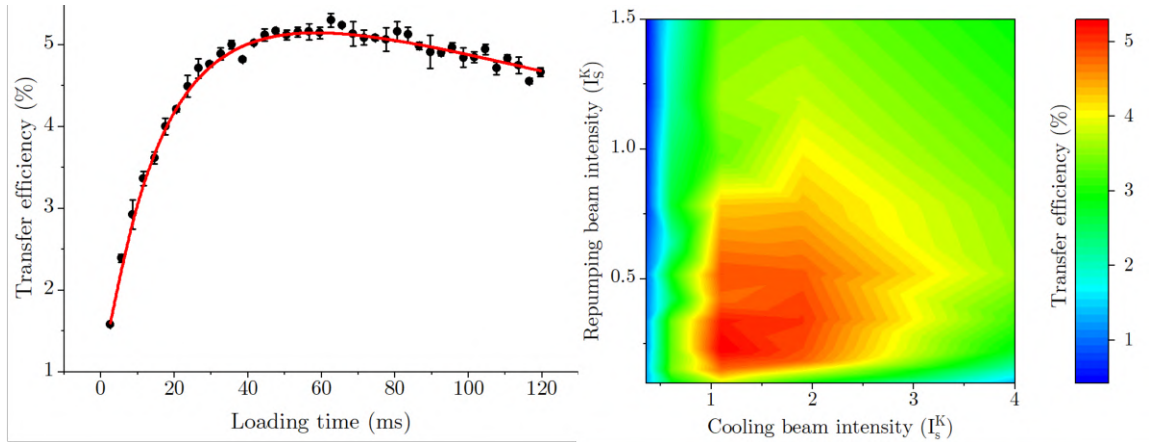 Transfer efficiency (%)
5
4
3
2
1
0 20 40 60 80 100 120
Loading time (ms)
Repumping beam intensity (I_S^K)
1.5
1.0
0.5
1 2 3 4
Cooling beam intensity (I_s^K)
Transfer efficiency (%)
5
4
3
2
1